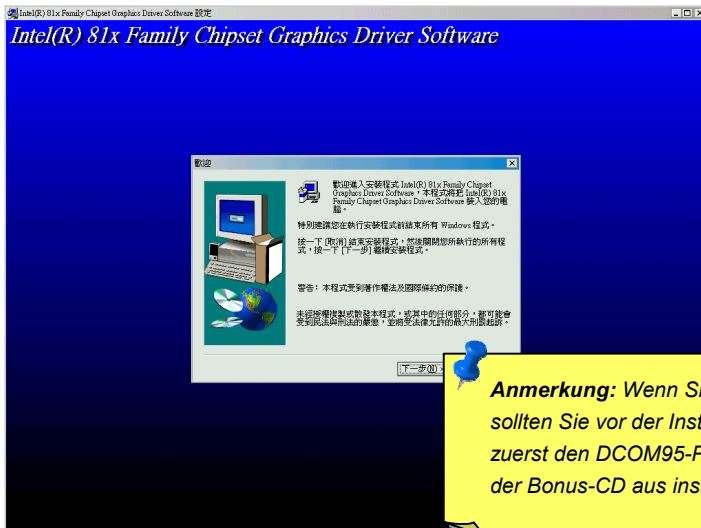 Intel(R) 81x Family Chipset Graphics Driver Software 設定
Intel(R) 81x Family Chipset Graphics Driver Software
歡迎
歡迎進入安裝程式 Intel(R) 81x Family Chipset
Graphics Driver Software，本程式將把 Intel(R) 81x
Family Chipset Graphics Driver Software 裝入您的電
腦。
特別建議您在執行安裝程式前結束所有 Windows 程式。
按一下 [取消] 結束安裝程式，然後關閉您所執行的所有程
式，按一下 [下一步] 繼續安裝程式。
警告：本程式受到著作權法及國際條約的保護。
未經授權複製或散發本程式，或其中的任何部分，都可能會
受到民法與刑法的嚴懲，並將受法律允許的最大刑罰起訴。
下一步(N) >
Anmerkung: Wenn Si
sollten Sie vor der Inst
zuerst den DCOM95-P
der Bonus-CD aus ins